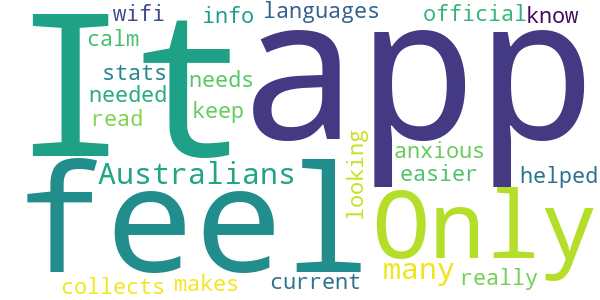 wifi info languages official know
calm
It app
stats needs
needed keep
read
anxious
Australians looking easier helped
feel Only
many really
collects makes current